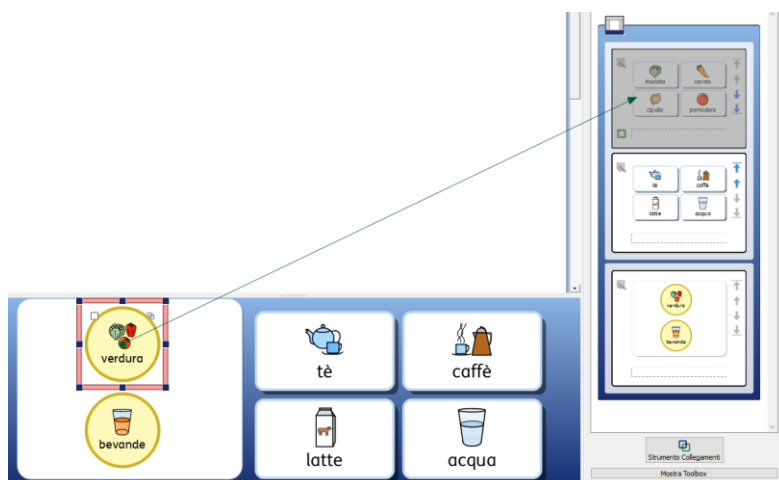 verdura
bevande
tè
caffè
latte
acqua
insalata
carota
cipolla
pomodoro
tè
caffè
latte
acqua
verdura
bevande
Strumento Collegamenti
Mostra Toolbox